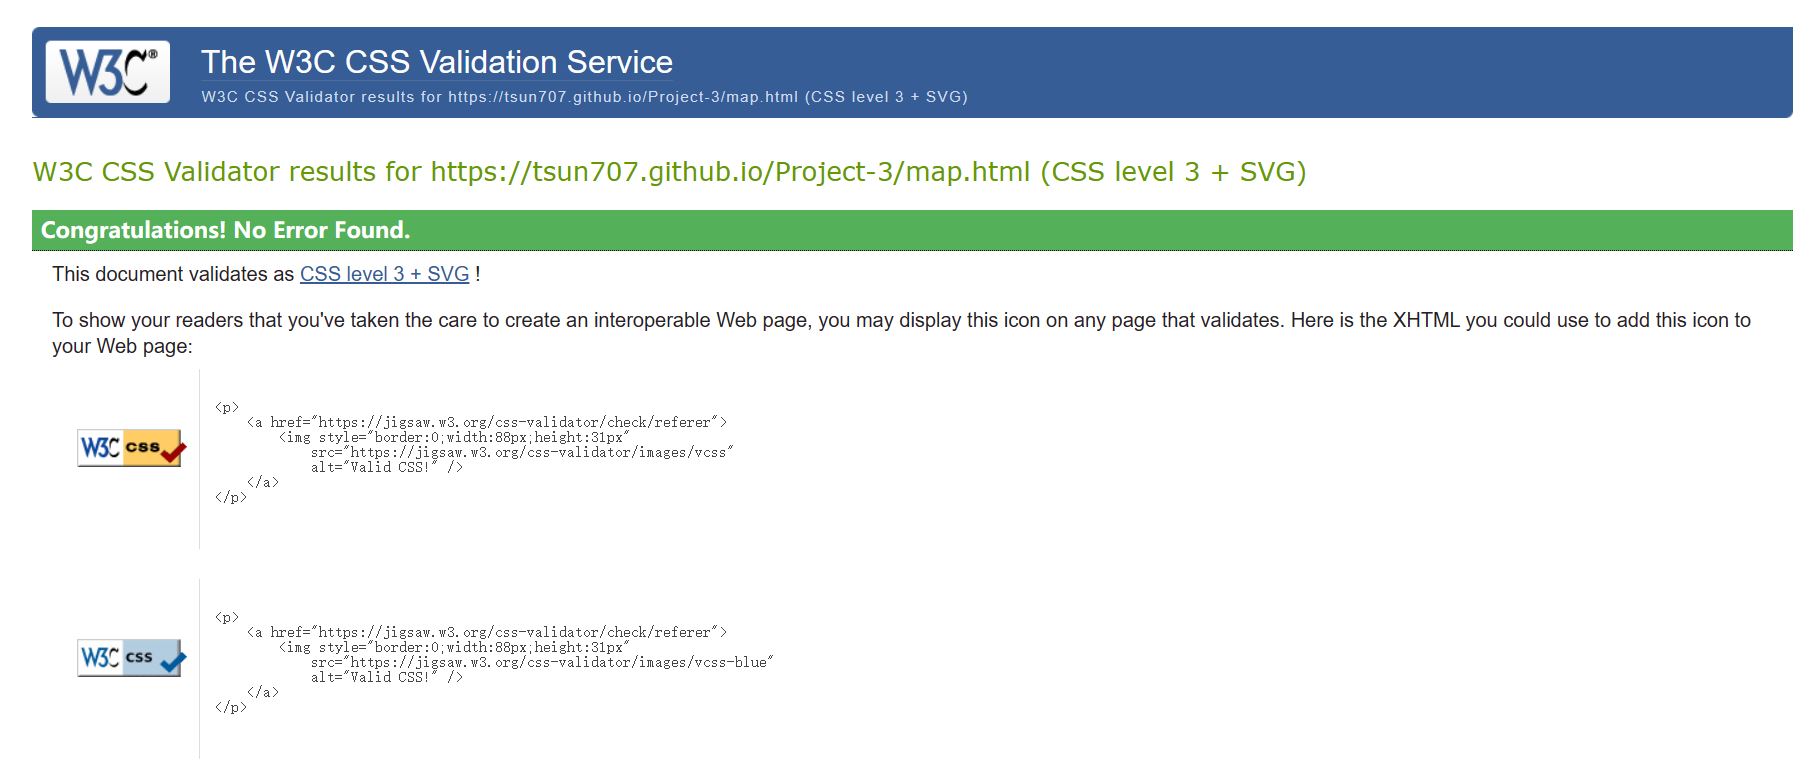 W3C® The W3C CSS Validation Service
W3C CSS Validator results for https://tsun707.github.io/Project-3/map.html (CSS level 3 + SVG)
W3C CSS Validator results for https://tsun707.github.io/Project-3/map.html (CSS level 3 + SVG)
Congratulations! No Error Found.
This document validates as CSS level 3 + SVG !
To show your readers that you've taken the care to create an interoperable Web page, you may display this icon on any page that validates. Here is the XHTML you could use to add this icon to
your Web page:
W3C css
<p>
<a href="https://jigsaw.w3.org/css-validator/check/referer">
<img style="border:0;width:88px;height:31px"
src="https://jigsaw.w3.org/css-validator/images/vcss"
alt="Valid CSS!" />
</a>
</p>
W3C css
<p>
<a href="https://jigsaw.w3.org/css-validator/check/referer">
<img style="border:0;width:88px;height:31px"
src="https://jigsaw.w3.org/css-validator/images/vcss-blue"
alt="Valid CSS!" />
</a>
</p>